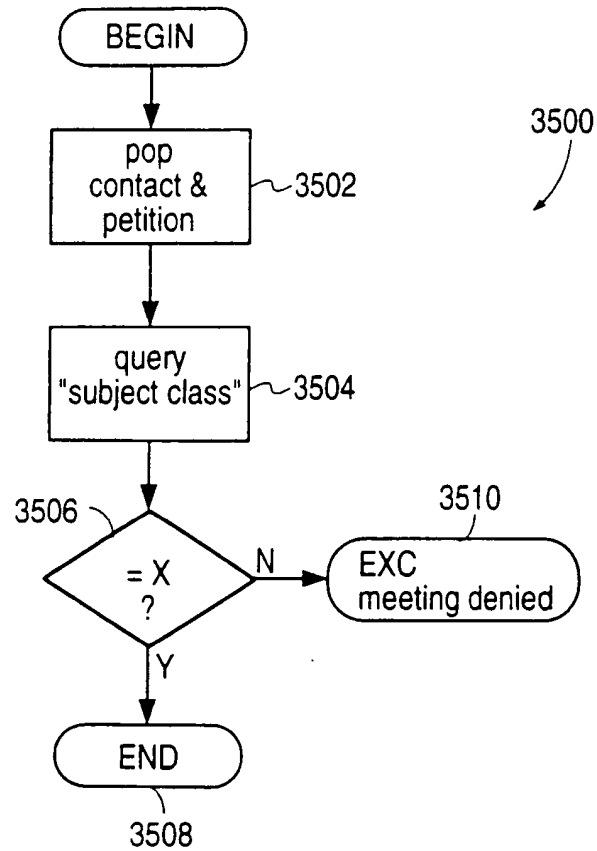 BEGIN
3500
pop
contact &
petition
3502
query
"subject class"
3504
3506
= X
?
N
3510
EXC
meeting denied
Y
END
3508